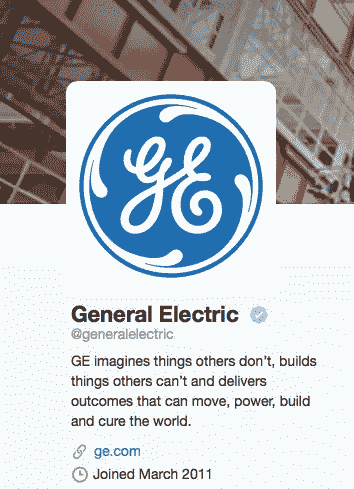 GE
General Electric
@generalelectric
GE imagines things others don't, builds
things others can't and delivers
outcomes that can move, power, build
and cure the world.
ge.com
Joined March 2011